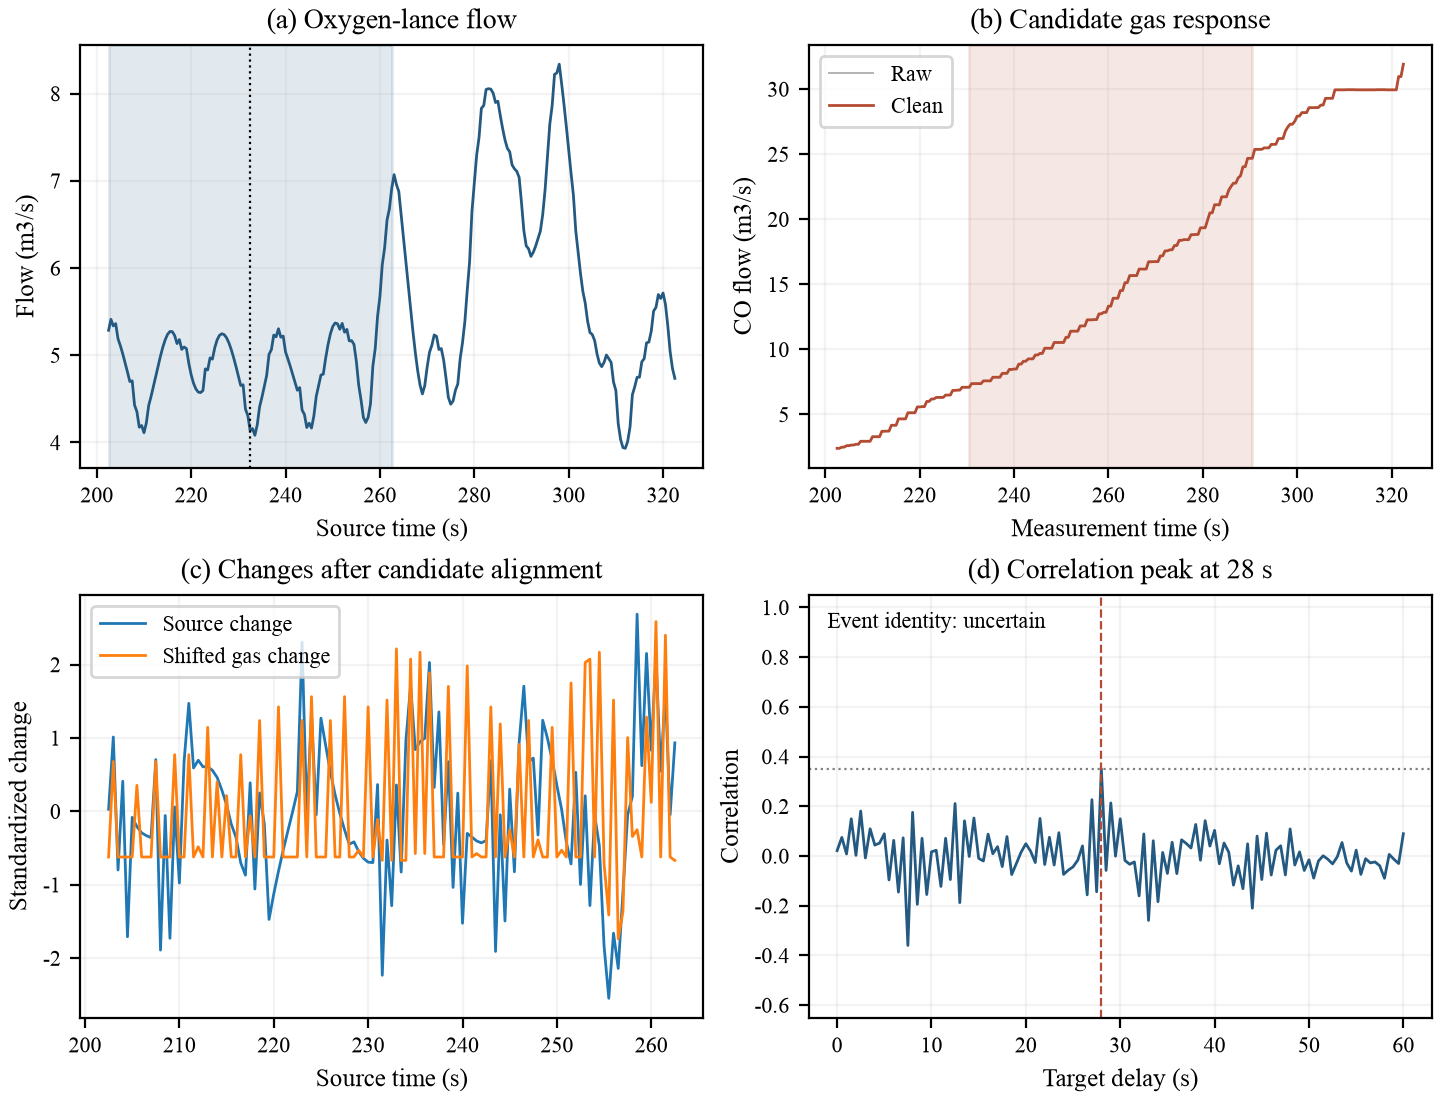 (a) Oxygen-lance flow
Flow (m3/s)
8
7
6
5
4
200 220 240 260 280 300 320
Source time (s)
(b) Candidate gas response
Raw
Clean
CO flow (m3/s)
30
25
20
15
10
5
200 220 240 260 280 300 320
Measurement time (s)
(c) Changes after candidate alignment
Source change
Shifted gas change
Standardized change
2
1
0
-1
-2
200 210 220 230 240 250 260
Source time (s)
(d) Correlation peak at 28 s
Event identity: uncertain
Correlation
1.0
0.8
0.6
0.4
0.2
0.0
-0.2
-0.4
-0.6
0 10 20 30 40 50 60
Target delay (s)